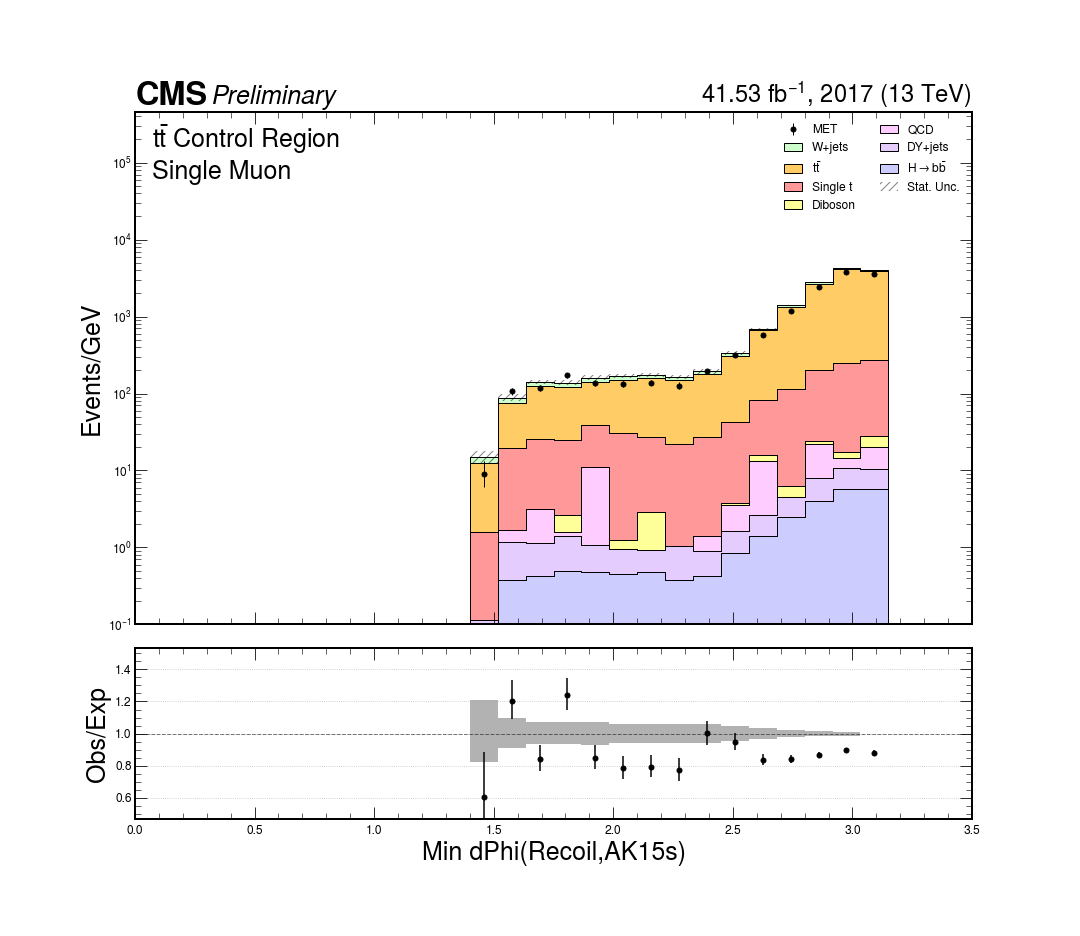 CMS Preliminary
41.53 fb⁻¹, 2017 (13 TeV)
tt̄ Control Region
Single Muon
MET
W+jets
tt̄
Single t
Diboson
QCD
DY+jets
H→bb̄
Stat. Unc.
Events/GeV
10⁵
10⁴
10³
10²
10¹
10⁰
10⁻¹
Obs/Exp
1.4
1.2
1.0
0.8
0.6
0.0 0.5 1.0 1.5 2.0 2.5 3.0 3.5
Min dPhi(Recoil,AK15s)